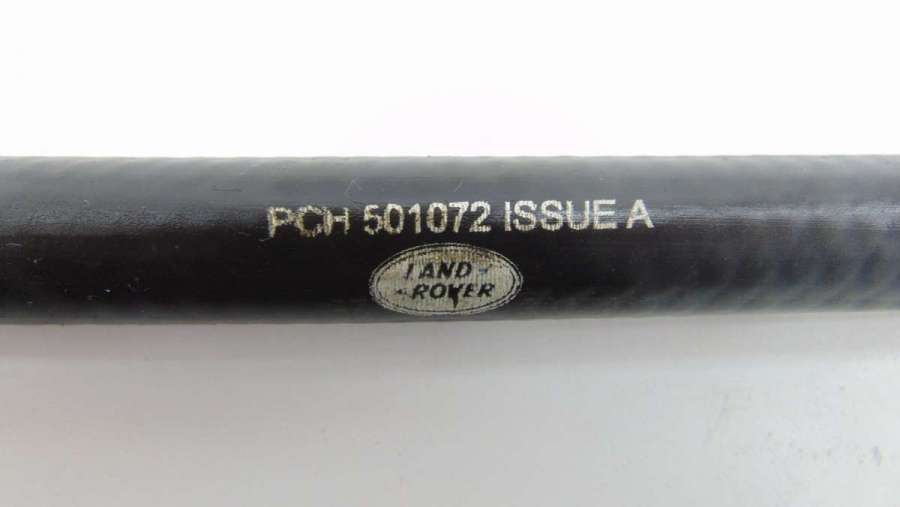 PCH 501072 ISSUE A
LAND-
-ROVER